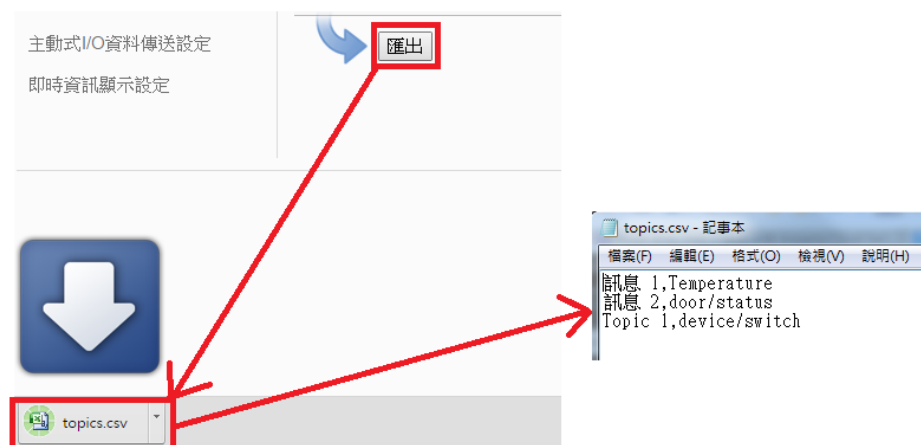 主動式I/O資料傳送設定
即時資訊顯示設定
匯出
topics.csv
topics.csv - 記事本
檔案(F) 編輯(E) 格式(O) 檢視(V) 說明(H)
訊息 1,Temperature
訊息 2,door/status
Topic 1,device/switch